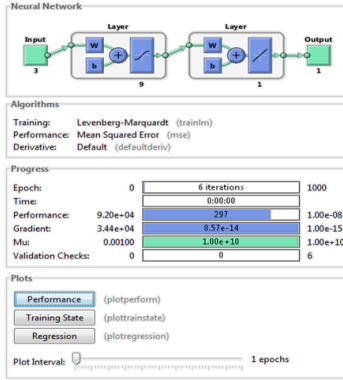 Neural Network
Layer Layer
Input Output
W W
+ +
b b
3 9 1 1
Algorithms
Training: Levenberg-Marquardt (trainlm)
Performance: Mean Squared Error (mse)
Derivative: Default (defaultderiv)
Progress
Epoch: 0 6 iterations 1000
Time: 0:00:00
Performance: 9.20e+04 297 1.00e-08
Gradient: 3.44e+04 8.57e-14 1.00e-15
Mu: 0.00100 1.00e+10 1.00e+10
Validation Checks: 0 0 6
Plots
Performance (plotperform)
Training State (plottrainstate)
Regression (plotregression)
Plot Interval: 1 epochs